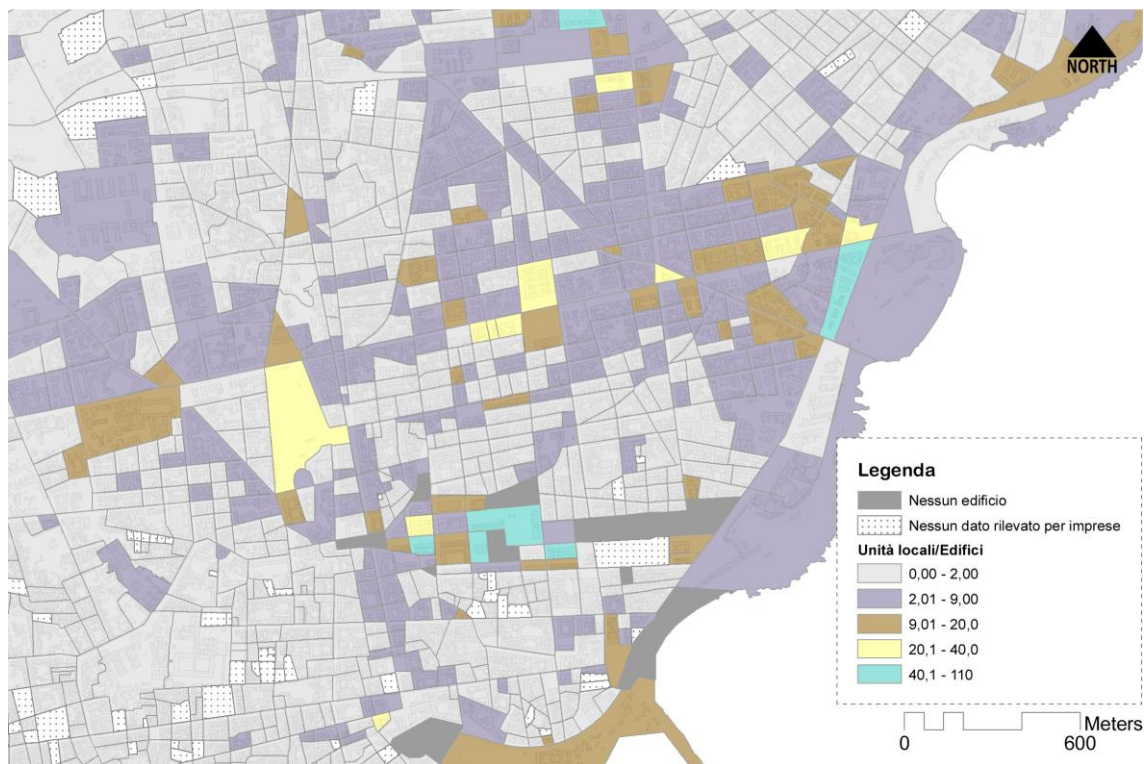 NORTH
Legenda
Nessun edificio
Nessun dato rilevato per imprese
Unità locali/Edifici
0,00 - 2,00
2,01 - 9,00
9,01 - 20,0
20,1 - 40,0
40,1 - 110
Meters
0 600